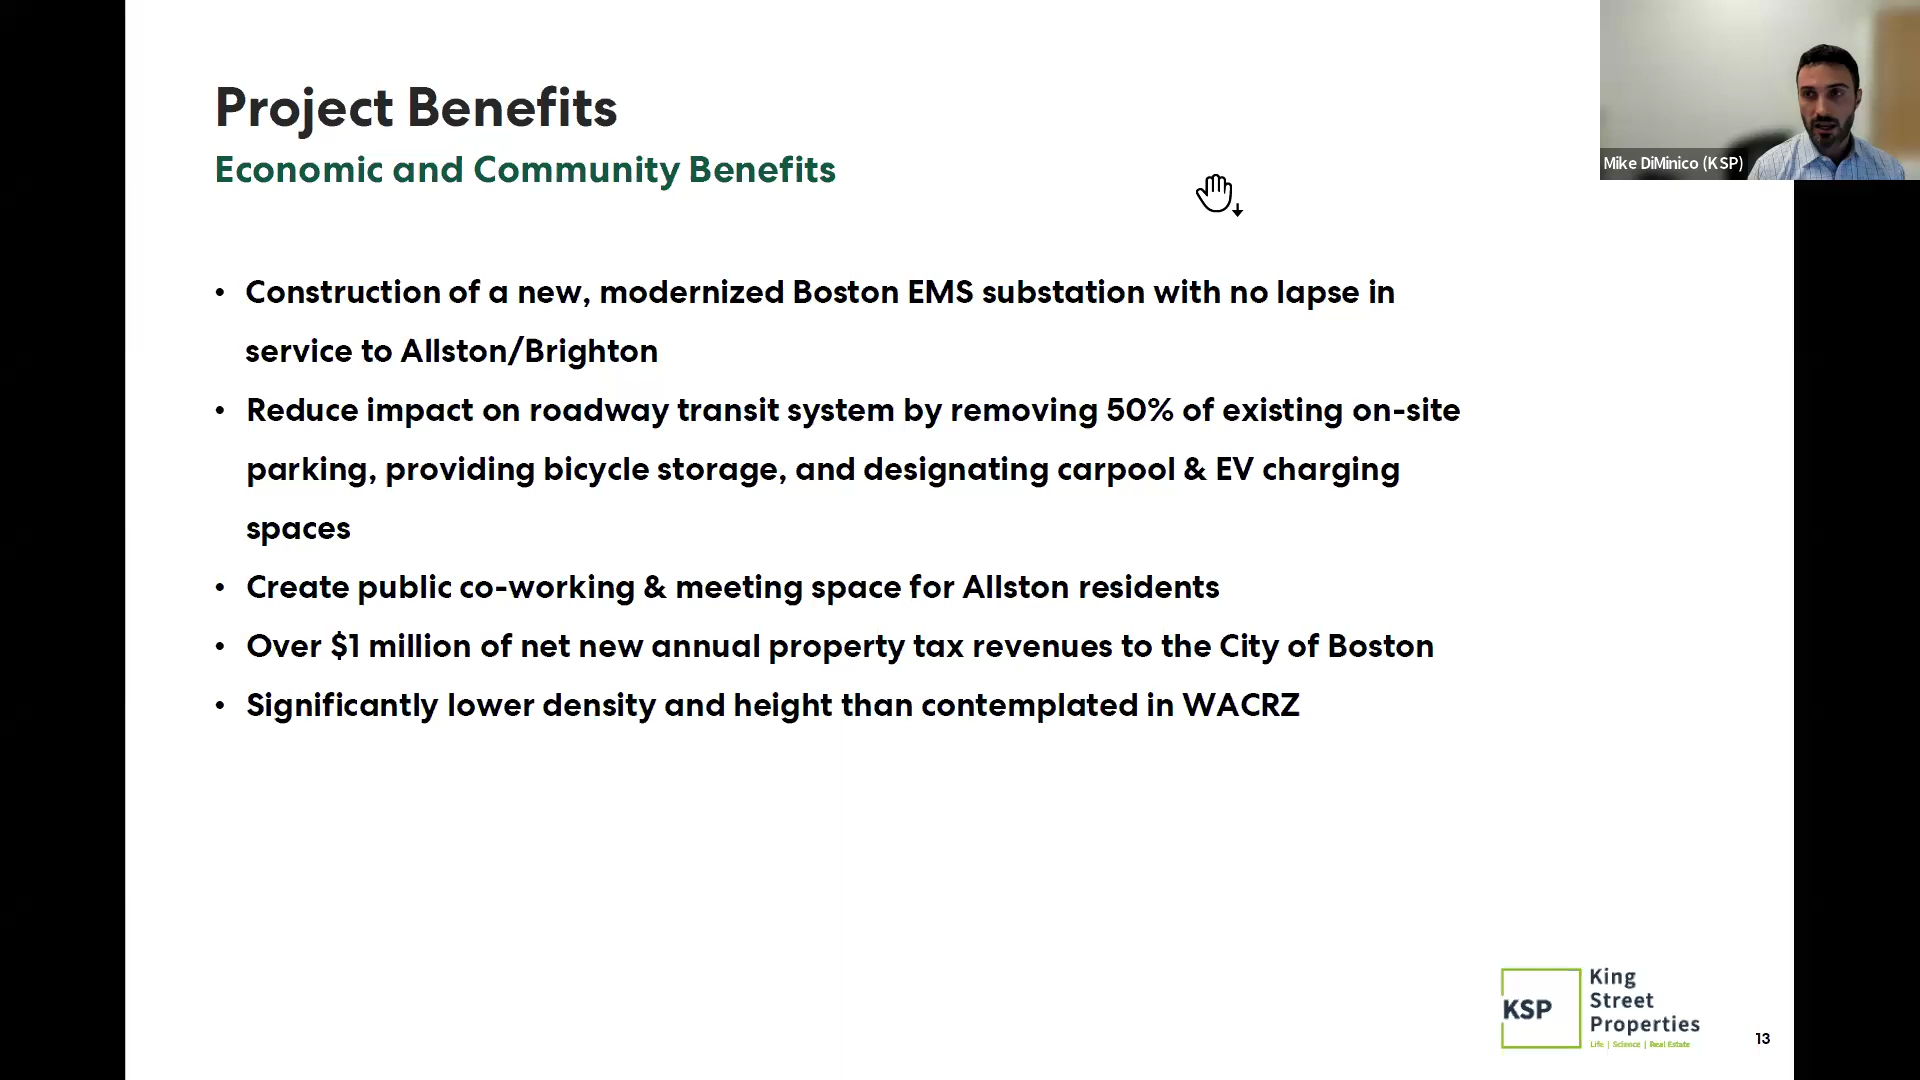 Project Benefits
Economic and Community Benefits
Mike DiMinico (KSP)
• Construction of a new, modernized Boston EMS substation with no lapse in
service to Allston/Brighton
• Reduce impact on roadway transit system by removing 50% of existing on-site
parking, providing bicycle storage, and designating carpool & EV charging
spaces
• Create public co-working & meeting space for Allston residents
• Over $1 million of net new annual property tax revenues to the City of Boston
• Significantly lower density and height than contemplated in WACRZ
KSP
King
Street
Properties
Life | Science | Real Estate
13